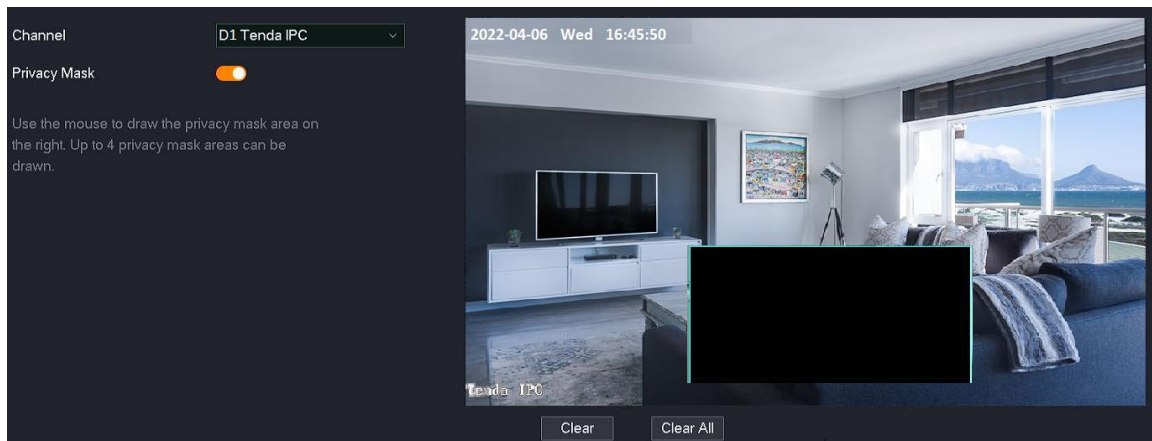 Channel
D1 Tenda IPC
Privacy Mask
Use the mouse to draw the privacy mask area on
the right. Up to 4 privacy mask areas can be
drawn.
2022-04-06 Wed 16:45:50
Tenda IPC
Clear
Clear All